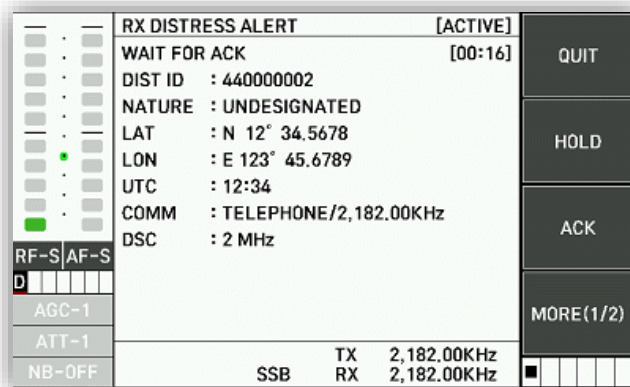 RX DISTRESS ALERT [ACTIVE]
WAIT FOR ACK [00:16]
DIST ID : 440000002
NATURE : UNDESIGNATED
LAT : N 12° 34.5678
LON : E 123° 45.6789
UTC : 12:34
COMM : TELEPHONE/2,182.00KHz
DSC : 2 MHz
TX 2,182.00KHz
SSB RX 2,182.00KHz
RF-S AF-S
D
AGC-1
ATT-1
NB-OFF
QUIT
HOLD
ACK
MORE(1/2)